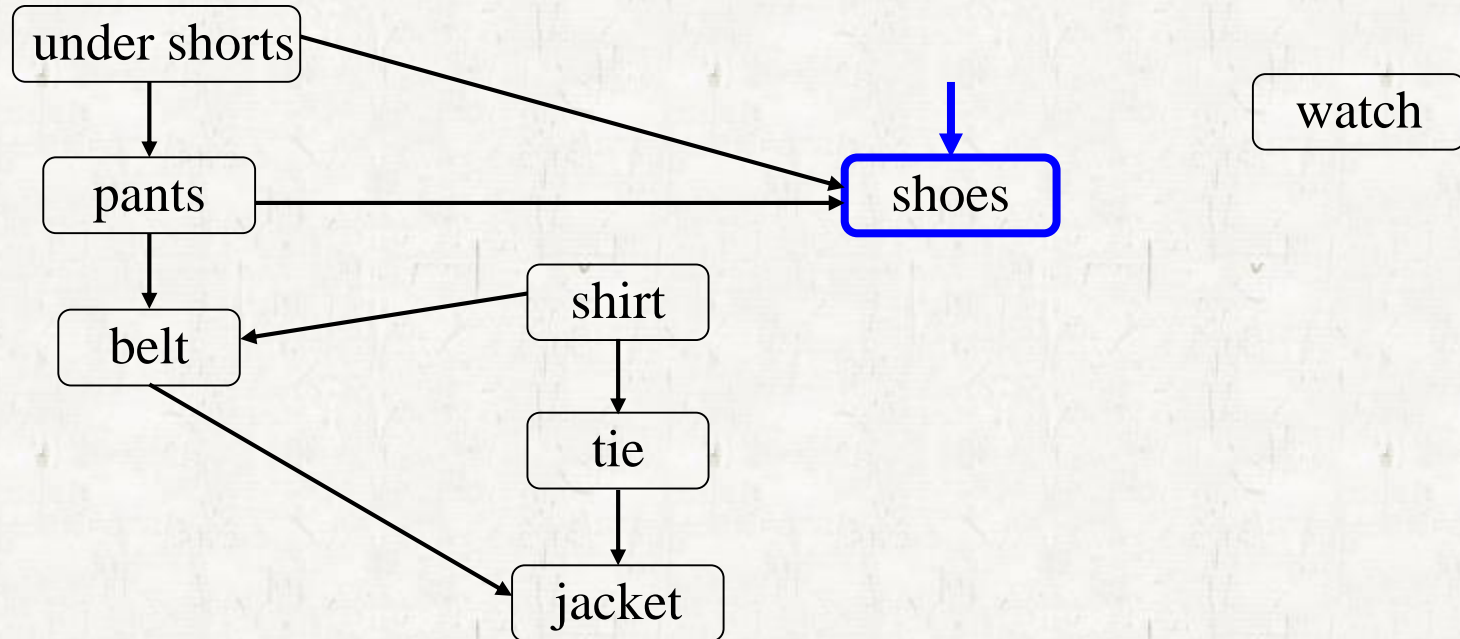 under shorts
watch
pants
shoes
shirt
belt
tie
jacket